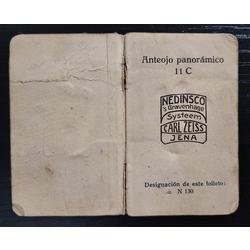 Anteojo panorámico
11 C
NEDINSCO
's Gravenhage
Systeem
CARL ZEISS
JENA
Designación de este folleto:
N 130